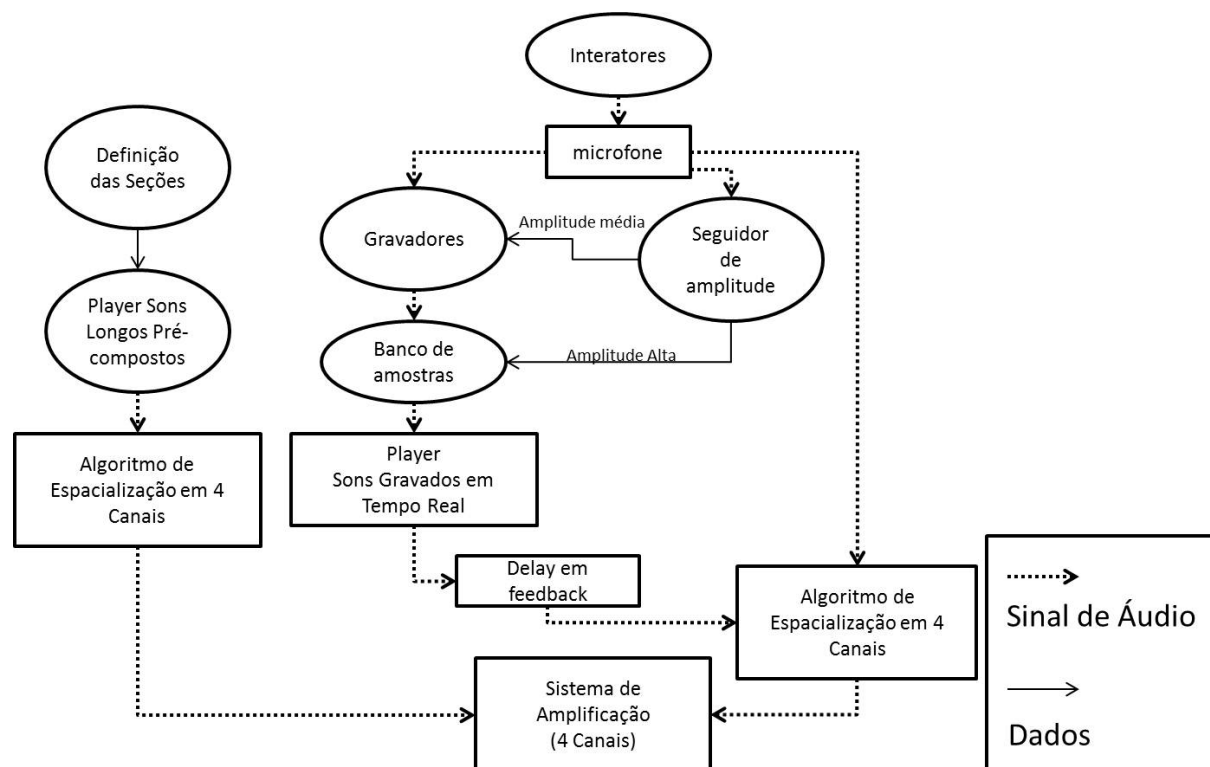 Interatores
microfone
Definição
das Seções
Gravadores
Amplitude média
Seguidor
de
amplitude
Player Sons
Longos Pré-
compostos
Banco de
amostras
Amplitude Alta
Algoritmo de
Espacialização em 4
Canais
Player
Sons Gravados em
Tempo Real
Delay em
feedback
Algoritmo de
Espacialização em 4
Canais
Sistema de
Amplificação
(4 Canais)
Sinal de Áudio
Dados